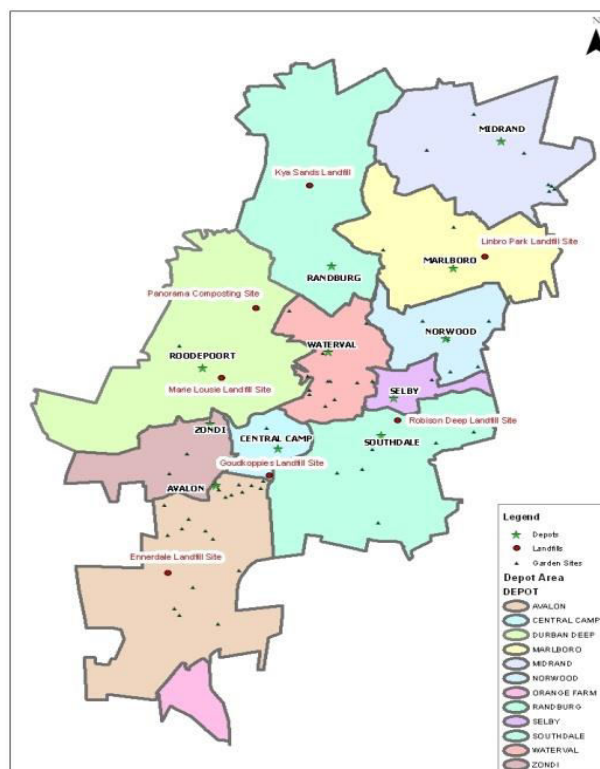 N
MIDRAND
Kya Sands Landfill
Linbro Park Landfill Site
MARLBORO
RANDBURG
Panorama Composting Site
NORWOOD
WATERVAL
ROODEPOORT
Marie Lousie Landfill Site
SELBY
Robison Deep Landfill Site
ZONDI
CENTRAL CAMP
SOUTHDALE
Goudkoppies Landfill Site
AVALON
Ennerdale Landfill Site
Legend
Depots
Landfills
Garden Sites
Depot Area
DEPOT
AVALON
CENTRAL CAMP
DURBAN DEEP
MARLBORO
MIDRAND
NORWOOD
ORANGE FARM
RANDBURG
SELBY
SOUTHDALE
WATERVAL
ZONDI